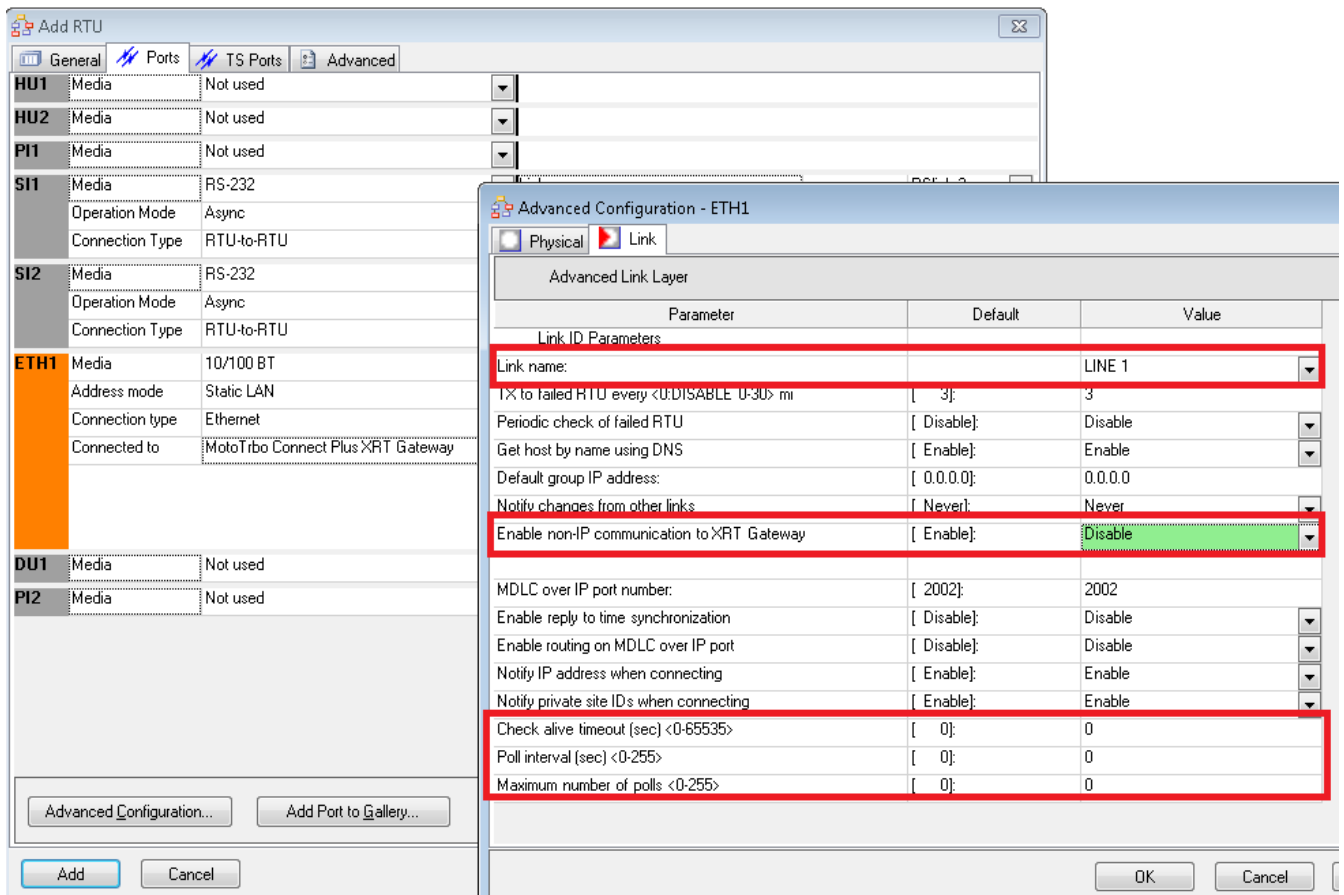 Add RTU
General Ports TS Ports Advanced
HU1 Media Not used
HU2 Media Not used
PI1 Media Not used
SI1 Media RS-232
Operation Mode Async
Connection Type RTU-to-RTU
SI2 Media RS-232
Operation Mode Async
Connection Type RTU-to-RTU
ETH1 Media 10/100 BT
Address mode Static LAN
Connection type Ethernet
Connected to MotoTrbo Connect Plus XRT Gateway
DU1 Media Not used
PI2 Media Not used
Advanced Configuration... Add Port to Gallery...
Add Cancel
Advanced Configuration - ETH1
Physical Link
Advanced Link Layer
Parameter Default Value
Link ID Parameters
Link name: LINE 1
TX to failed RTU every <0:DISABLE 0-30> mi [ 3]: 3
Periodic check of failed RTU [ Disable]: Disable
Get host by name using DNS [ Enable]: Enable
Default group IP address: [ 0.0.0.0]: 0.0.0.0
Notify changes from other links [ Never]: Never
Enable non-IP communication to XRT Gateway [ Enable]: Disable
MDLC over IP port number: [ 2002]: 2002
Enable reply to time synchronization [ Disable]: Disable
Enable routing on MDLC over IP port [ Disable]: Disable
Notify IP address when connecting [ Enable]: Enable
Notify private site IDs when connecting [ Enable]: Enable
Check alive timeout (sec) <0-65535> [ 0]: 0
Poll interval (sec) <0-255> [ 0]: 0
Maximum number of polls <0-255> [ 0]: 0
OK Cancel